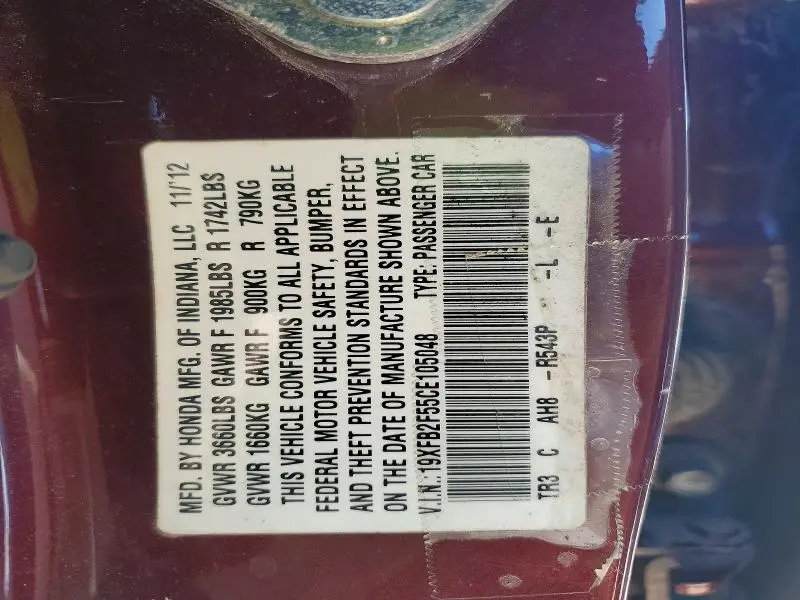 MFD. BY HONDA MFG. OF INDIANA, LLC 11/'12
GVWR 3660LBS GAWR F 1985LBS R 1742LBS
GVWR 1660KG GAWR F 900KG R 790KG
THIS VEHICLE CONFORMS TO ALL APPLICABLE
FEDERAL MOTOR VEHICLE SAFETY, BUMPER,
AND THEFT PREVENTION STANDARDS IN EFFECT
ON THE DATE OF MANUFACTURE SHOWN ABOVE.
V.I.N.: 19XFB2F55CE105048 TYPE: PASSENGER CAR
TR3 C AH8 -R543P -L -E